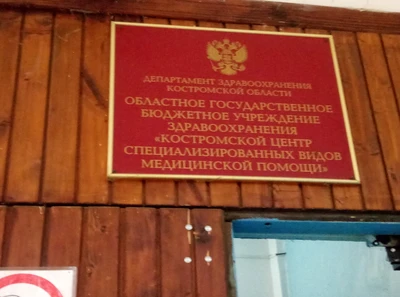 ДЕПАРТАМЕНТ ЗДРАВООХРАНЕНИЯ
КОСТРОМСКОЙ ОБЛАСТИ
ОБЛАСТНОЕ ГОСУДАРСТВЕННОЕ
БЮДЖЕТНОЕ УЧРЕЖДЕНИЕ
ЗДРАВООХРАНЕНИЯ
«КОСТРОМСКОЙ ЦЕНТР
СПЕЦИАЛИЗИРОВАННЫХ ВИДОВ
МЕДИЦИНСКОЙ ПОМОЩИ»